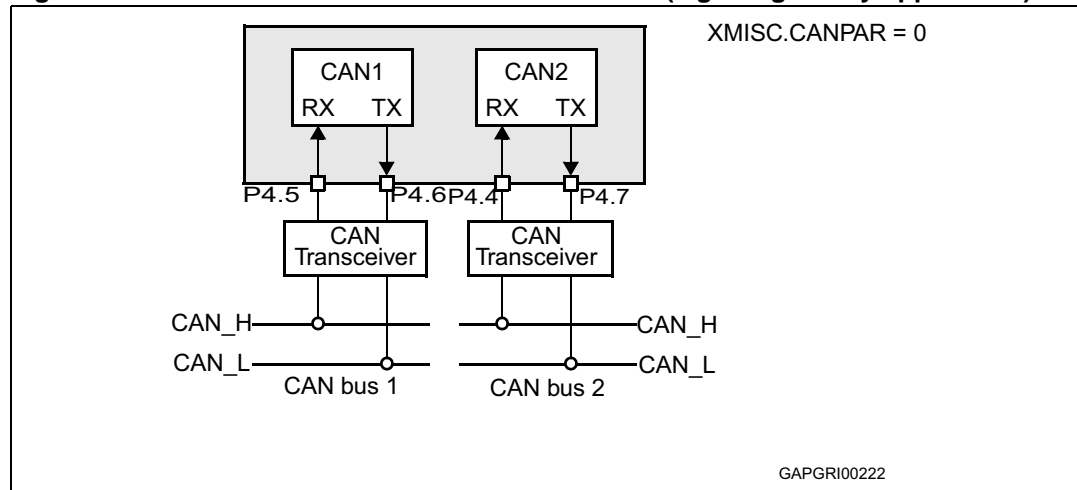 XMISC.CANPAR = 0
CAN1 CAN2
RX TX RX TX
P4.5 P4.6 P4.4 P4.7
CAN Transceiver
CAN Transceiver
CAN_H CAN_H
CAN_L CAN_L
CAN bus 1 CAN bus 2
GAPGRI00222